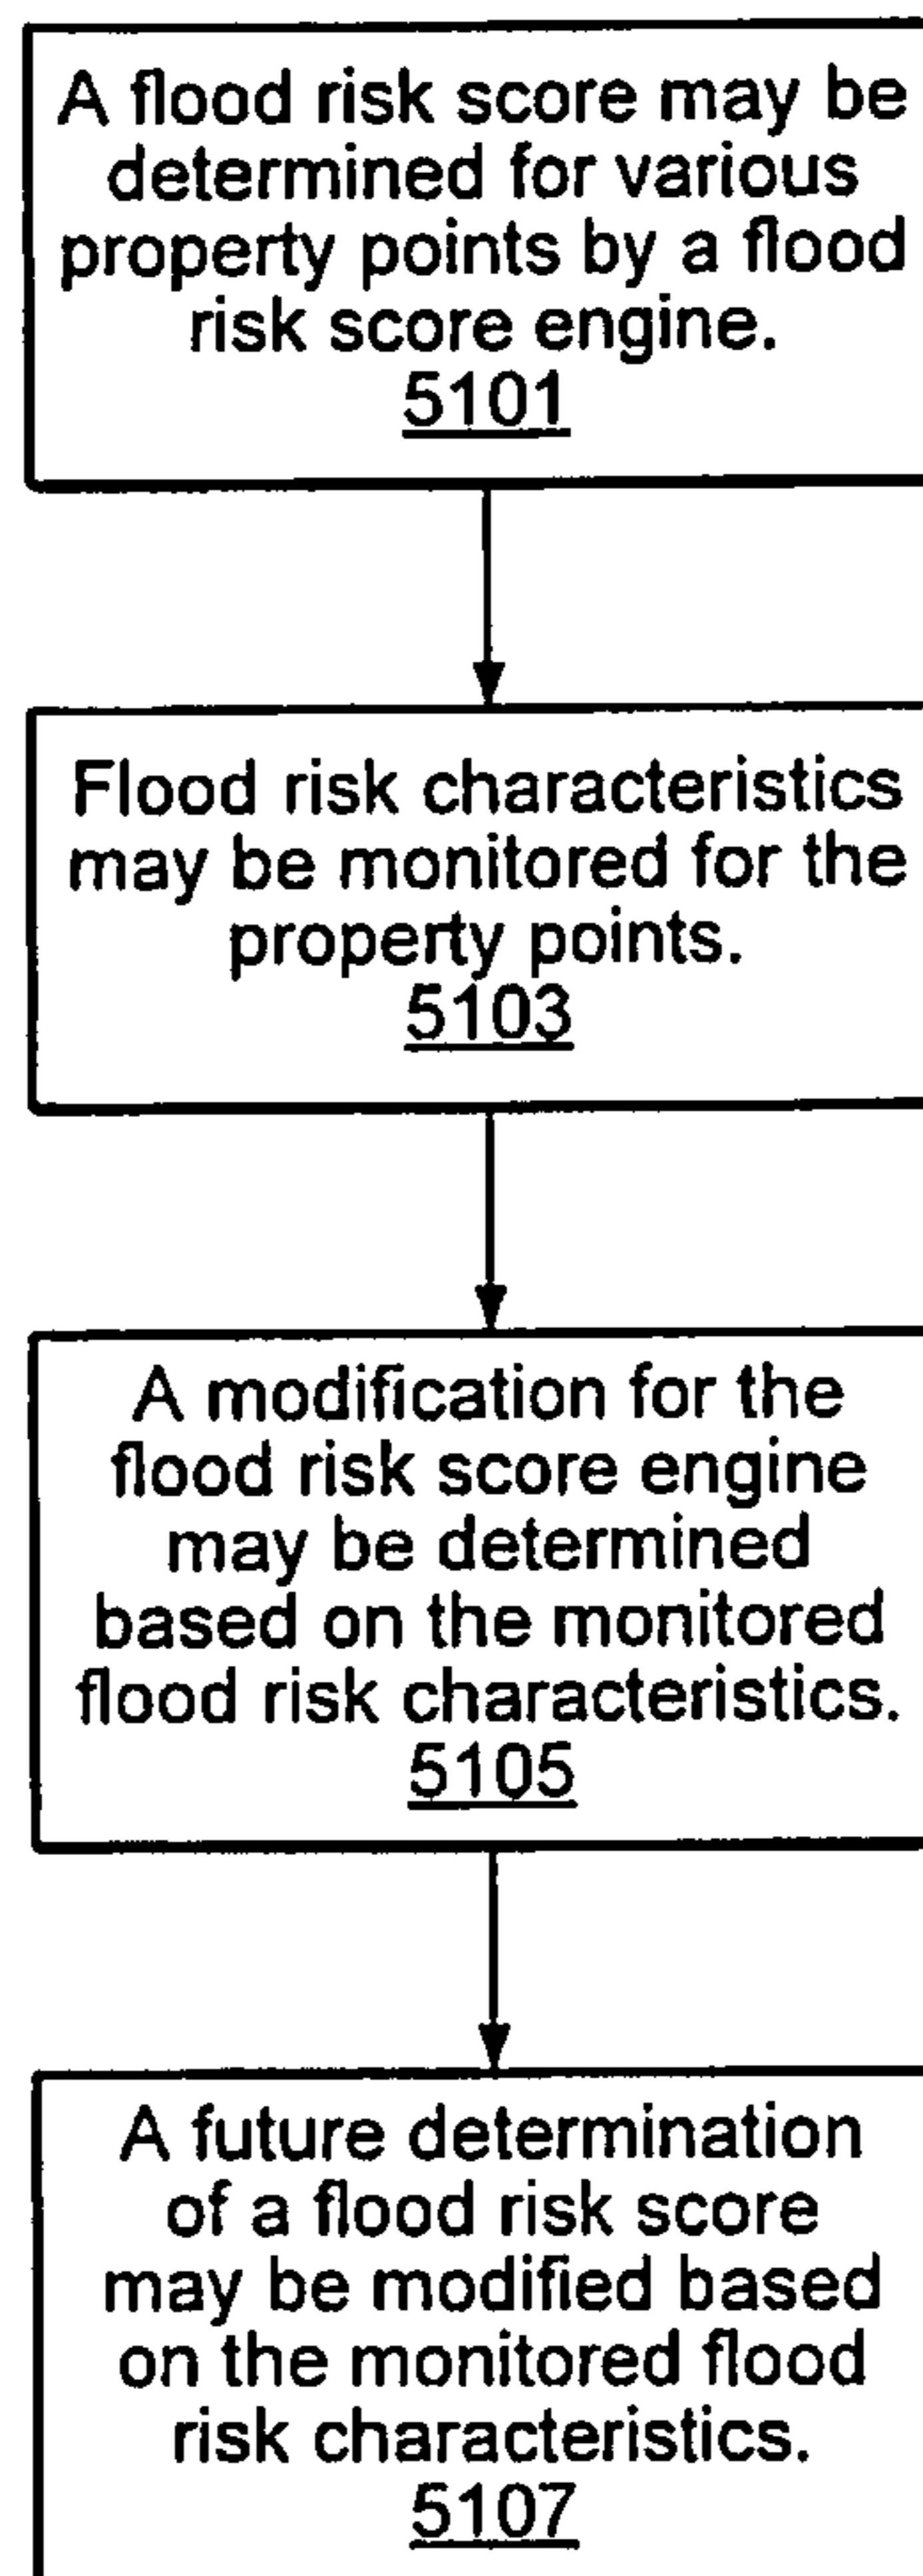 A flood risk score may be
determined for various
property points by a flood
risk score engine.
5101
Flood risk characteristics
may be monitored for the
property points.
5103
A modification for the
flood risk score engine
may be determined
based on the monitored
flood risk characteristics.
5105
A future determination
of a flood risk score
may be modified based
on the monitored flood
risk characteristics.
5107